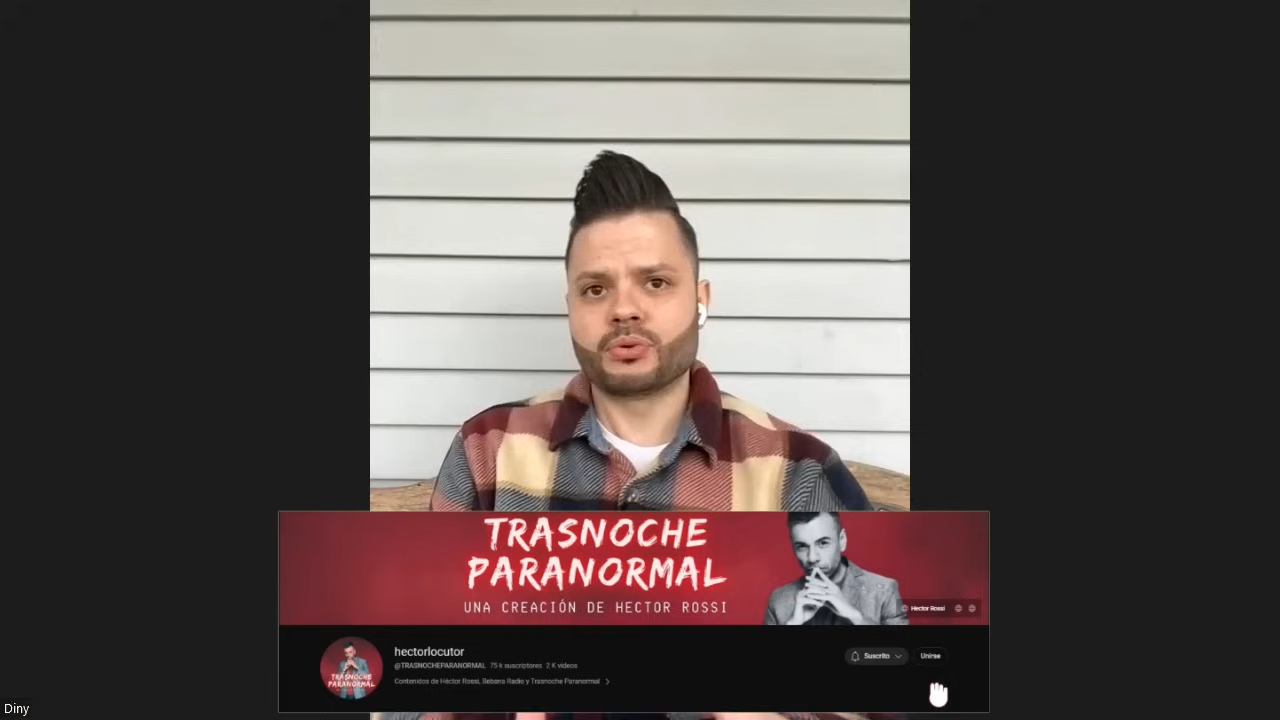 TRASNOCHE
PARANORMAL
UNA CREACIÓN DE HECTOR ROSSI
Hector Rossi
TRASNOCHE
PARANORMAL
hectorlocutor
@TRASNOCHEPARANORMAL 75 k suscriptores 2 K videos
Contenidos de Héctor Rossi, Bebana Radio y Trasnoche Paranormal
Suscrito
Unirse
Diny